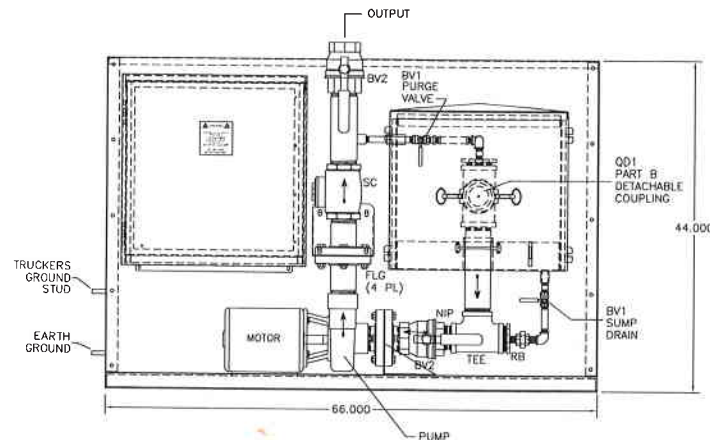 OUTPUT
BV2
BV1
PURGE
VALVE
SC
QD1
PART B
DETACHABLE
COUPLING
44.000
TRUCKERS
GROUND
STUD
FLG
(4 PL)
NIP
BV1
SUMP
DRAIN
EARTH
GROUND
MOTOR
BV2
TEE
RB
66.000
PUMP